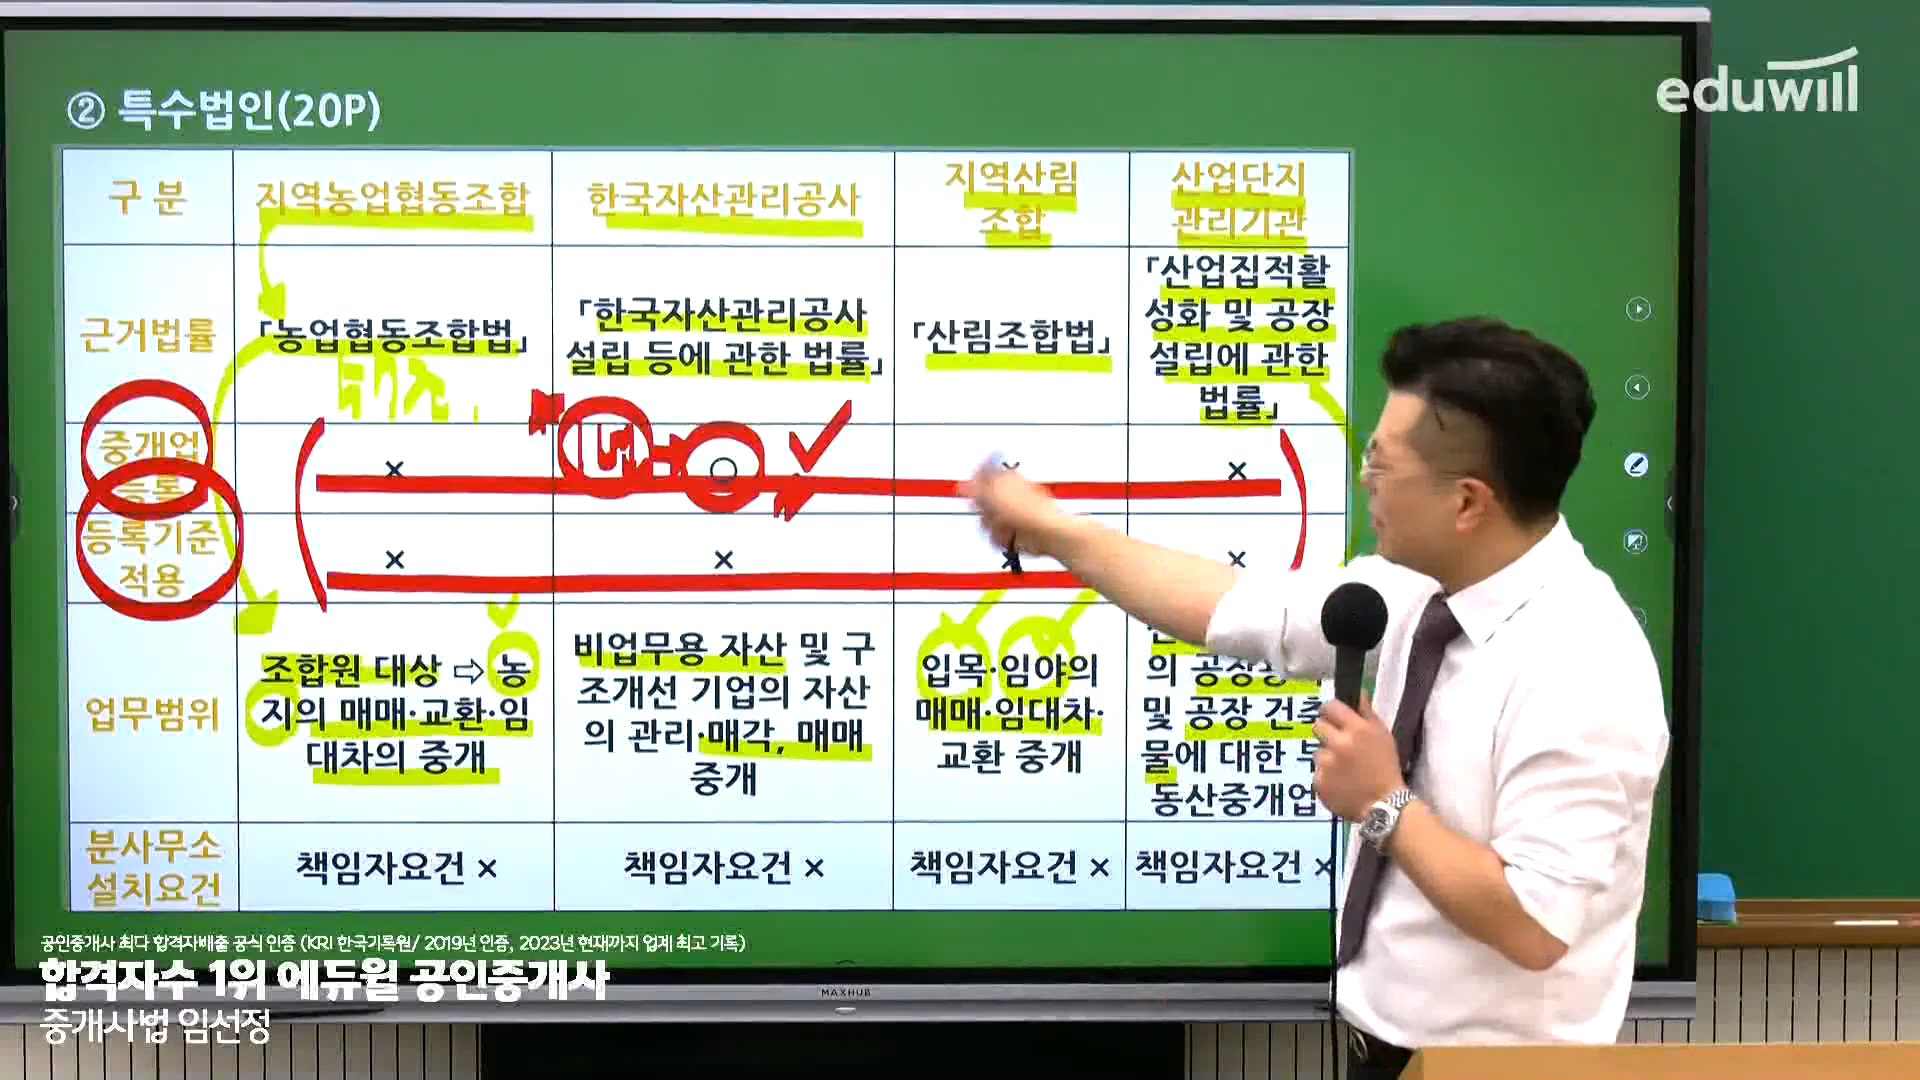 eduwill
② 특수법인(20P)
구 분
지역농업협동조합
한국자산관리공사
지역산림
조합
산업단지
관리기관
근거법률
「농업협동조합법」
「한국자산관리공사
설립 등에 관한 법률」
「산림조합법」
「산업집적활
성화 및 공장
설립에 관한
법률」
중개업
등록
×
○
×
×
등록기준
적용
×
×
×
×
업무범위
조합원 대상 ⇨ 농
지의 매매·교환·임
대차의 중개
비업무용 자산 및 구
조개선 기업의 자산
의 관리·매각, 매매
중개
입목·임야의
매매·임대차·
교환 중개
의
및 공장 건축
물에 대한 부
동산중개업
분사무소
설치요건
책임자요건 ×
책임자요건 ×
책임자요건 ×
책임자요건 ×
공인중개사 최다 합격자배출 공식 인증 (KRI 한국기록원/ 2019년 인증, 2023년 현재까지 업계 최고 기록)
합격자수 1위 에듀윌 공인중개사
중개사법 임선정
MAXHUB